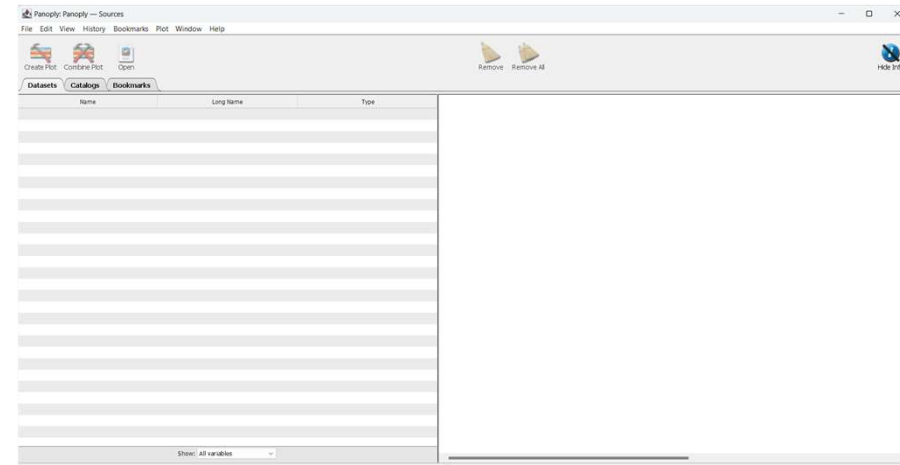 Panoply: Panoply — Sources
File Edit View History Bookmarks Plot Window Help
Create Plot Combine Plot Open Remove Remove All Hide Inf
Datasets Catalogs Bookmarks
Name Long Name Type
Show: All variables